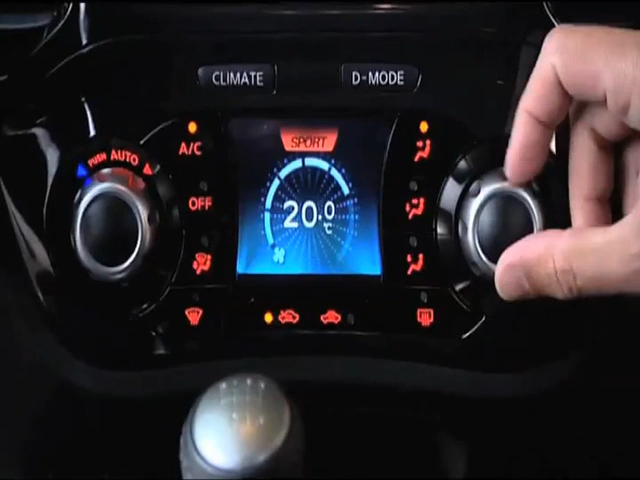 CLIMATE
D-MODE
PUSH AUTO
A/C
SPORT
OFF
20.0 °C